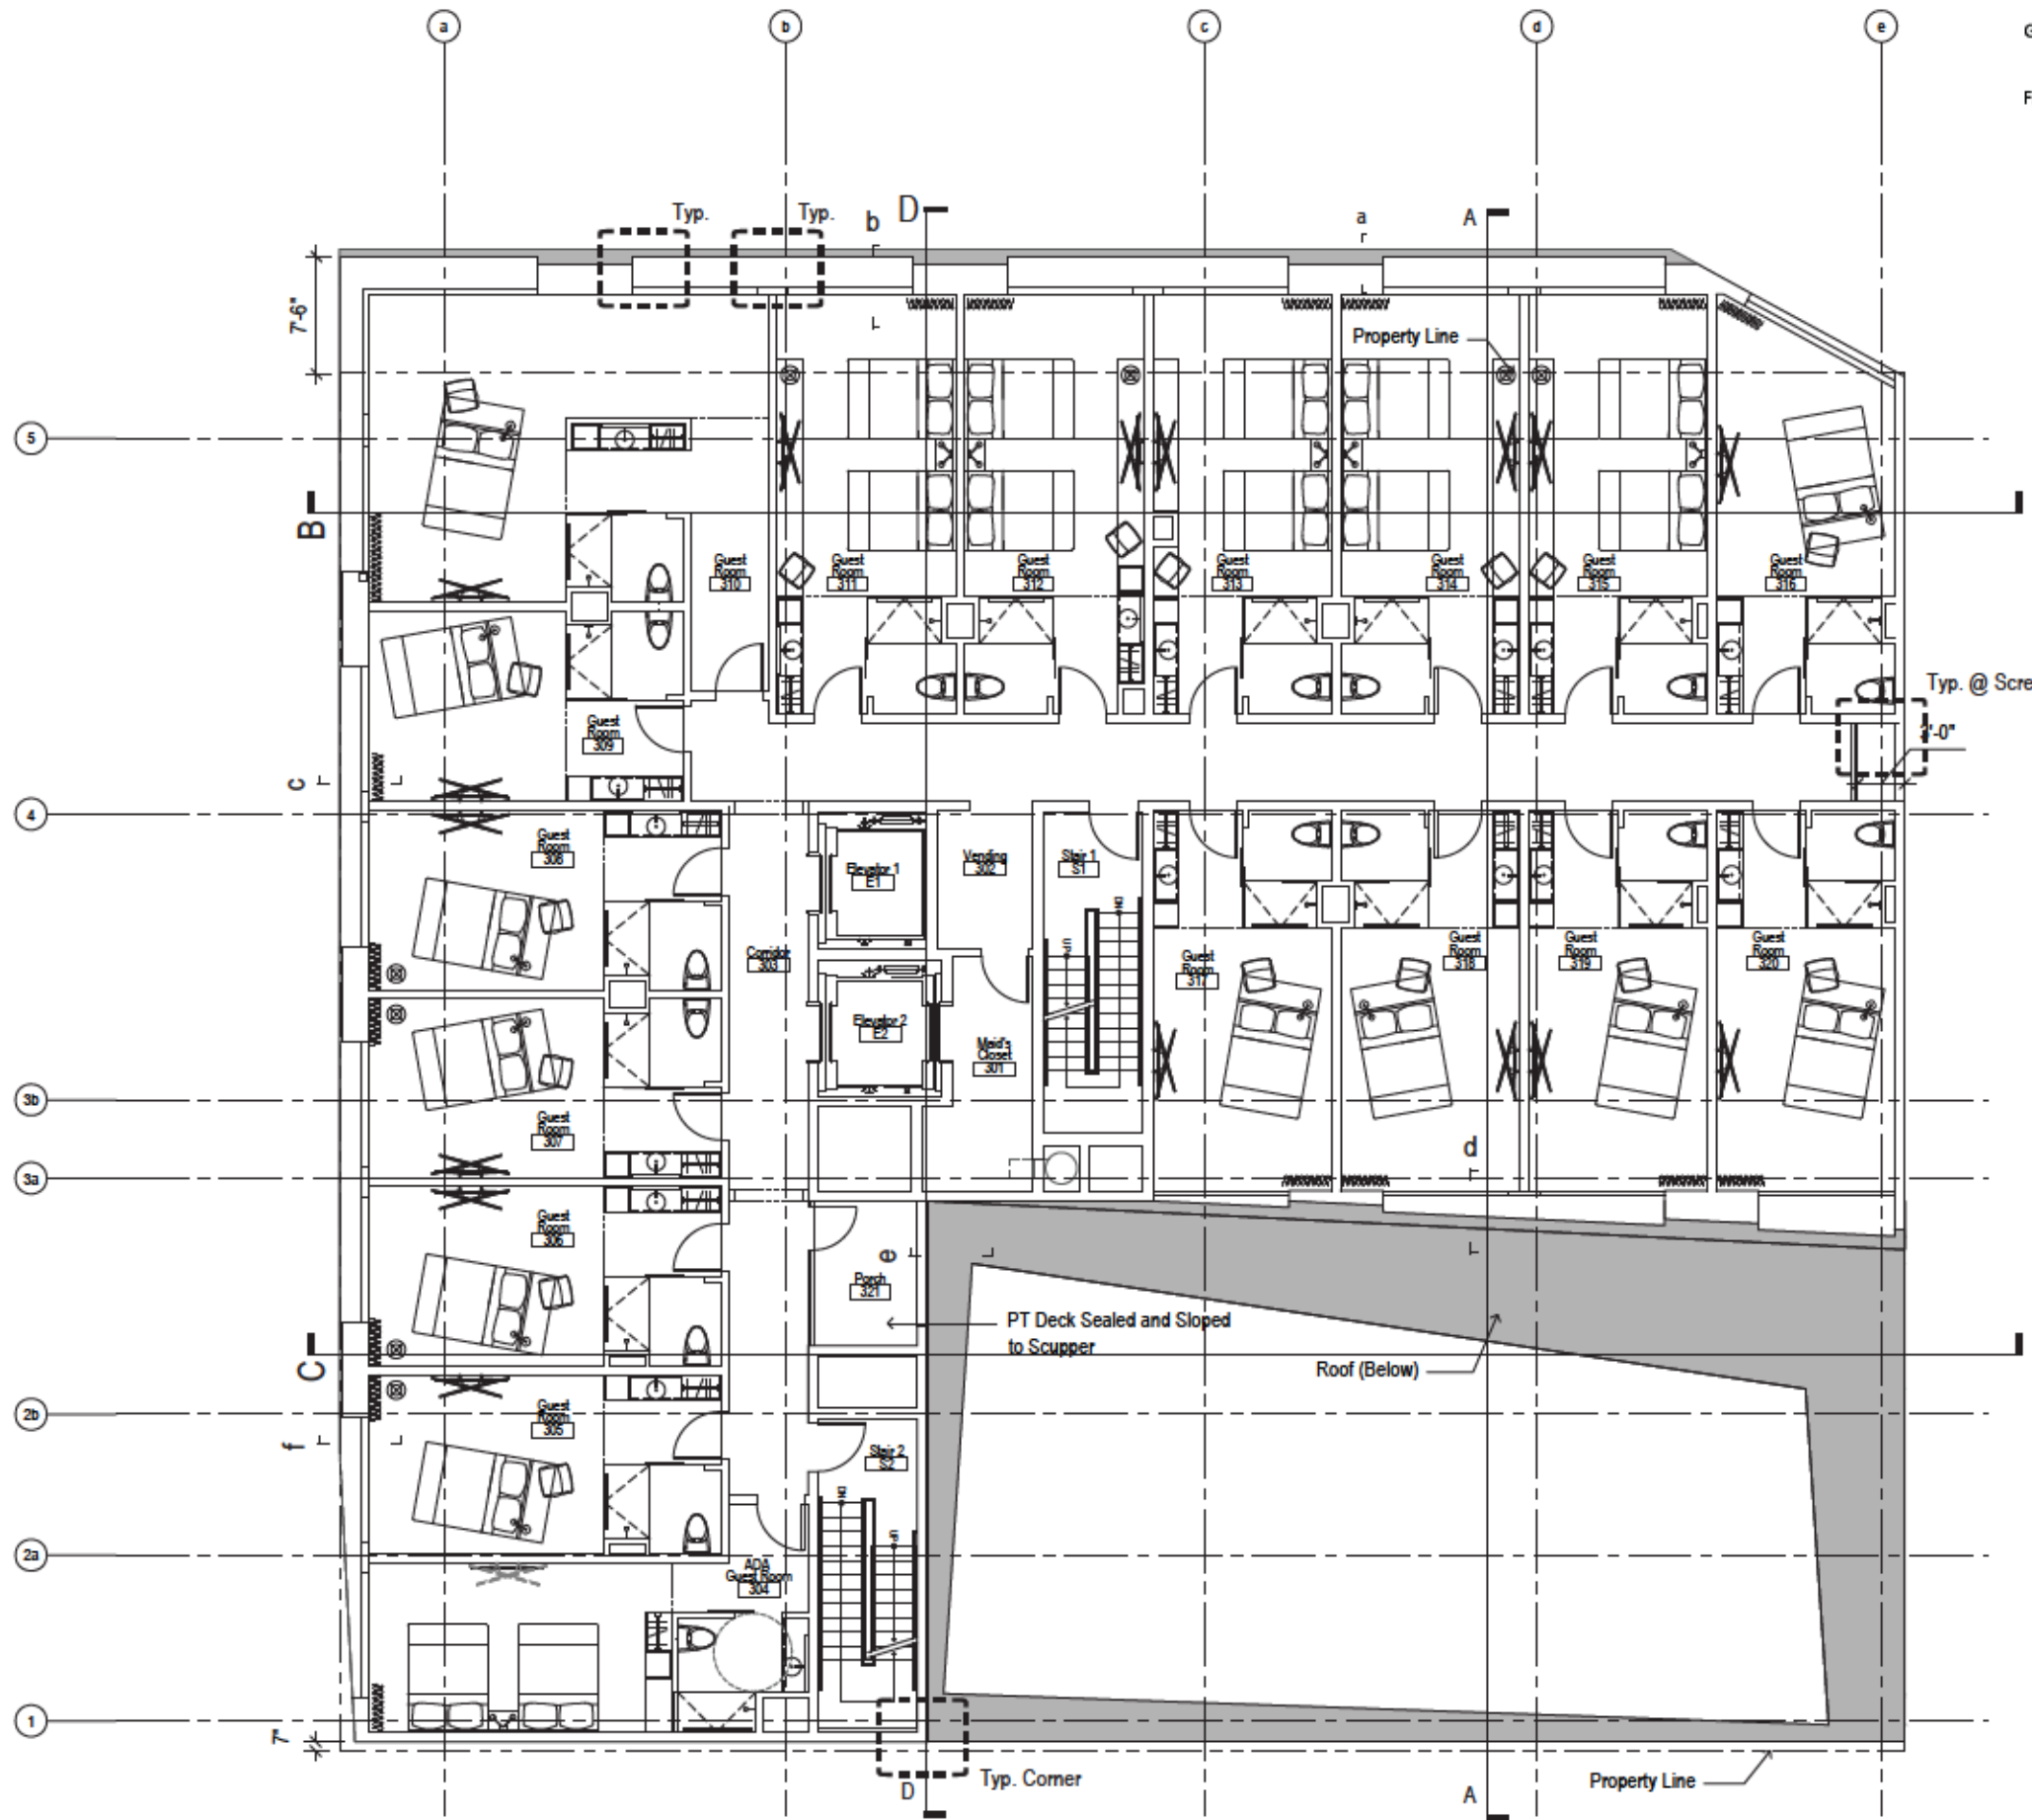 a
b
c
d
e
G
F
Typ.
Typ.
b
D
a
A
7'-6"
Property Line
5
B
Guest
Room
310
Guest
Room
311
Guest
Room
312
Guest
Room
313
Guest
Room
314
Guest
Room
315
Guest
Room
316
Typ. @ Scre
'-0"
Guest
Room
309
c
4
Guest
Room
308
Elevator 1
E1
Vending
302
Stair 1
S1
DN
UP
Corridor
303
Guest
Room
317
Guest
Room
318
Guest
Room
319
Guest
Room
320
Elevator 2
E2
Maid's
Closet
301
3b
Guest
Room
307
d
3a
Guest
Room
306
e
Porch
321
PT Deck Sealed and Sloped
to Scupper
Roof (Below)
C
2b
Guest
Room
305
f
Stair 2
S2
DN
UP
2a
ADA
Guest Room
304
1
7"
D
Typ. Corner
A
Property Line